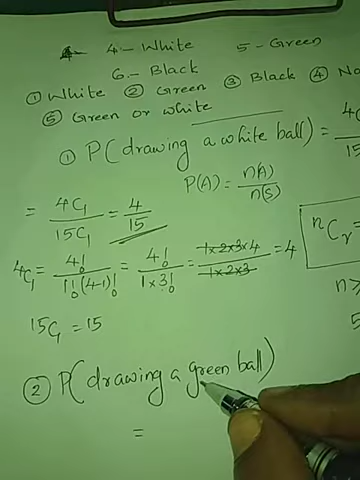 4 - White 5 - Green
6 - Black
① White ② Green ③ Black ④ No
⑤ Green or white
① P(drawing a white ball) = 4C / 15
P(A) = n(A) / n(S)
= 4C₁ / 15C₁ = 4 / 15
4C₁ = 4! / 1!(4-1)! = 4! / 1×3! = 1×2×3×4 / 1×2×3 = 4
ⁿCᵣ =
n≥
15C₁ = 15
5
② P(drawing a green ball)
=